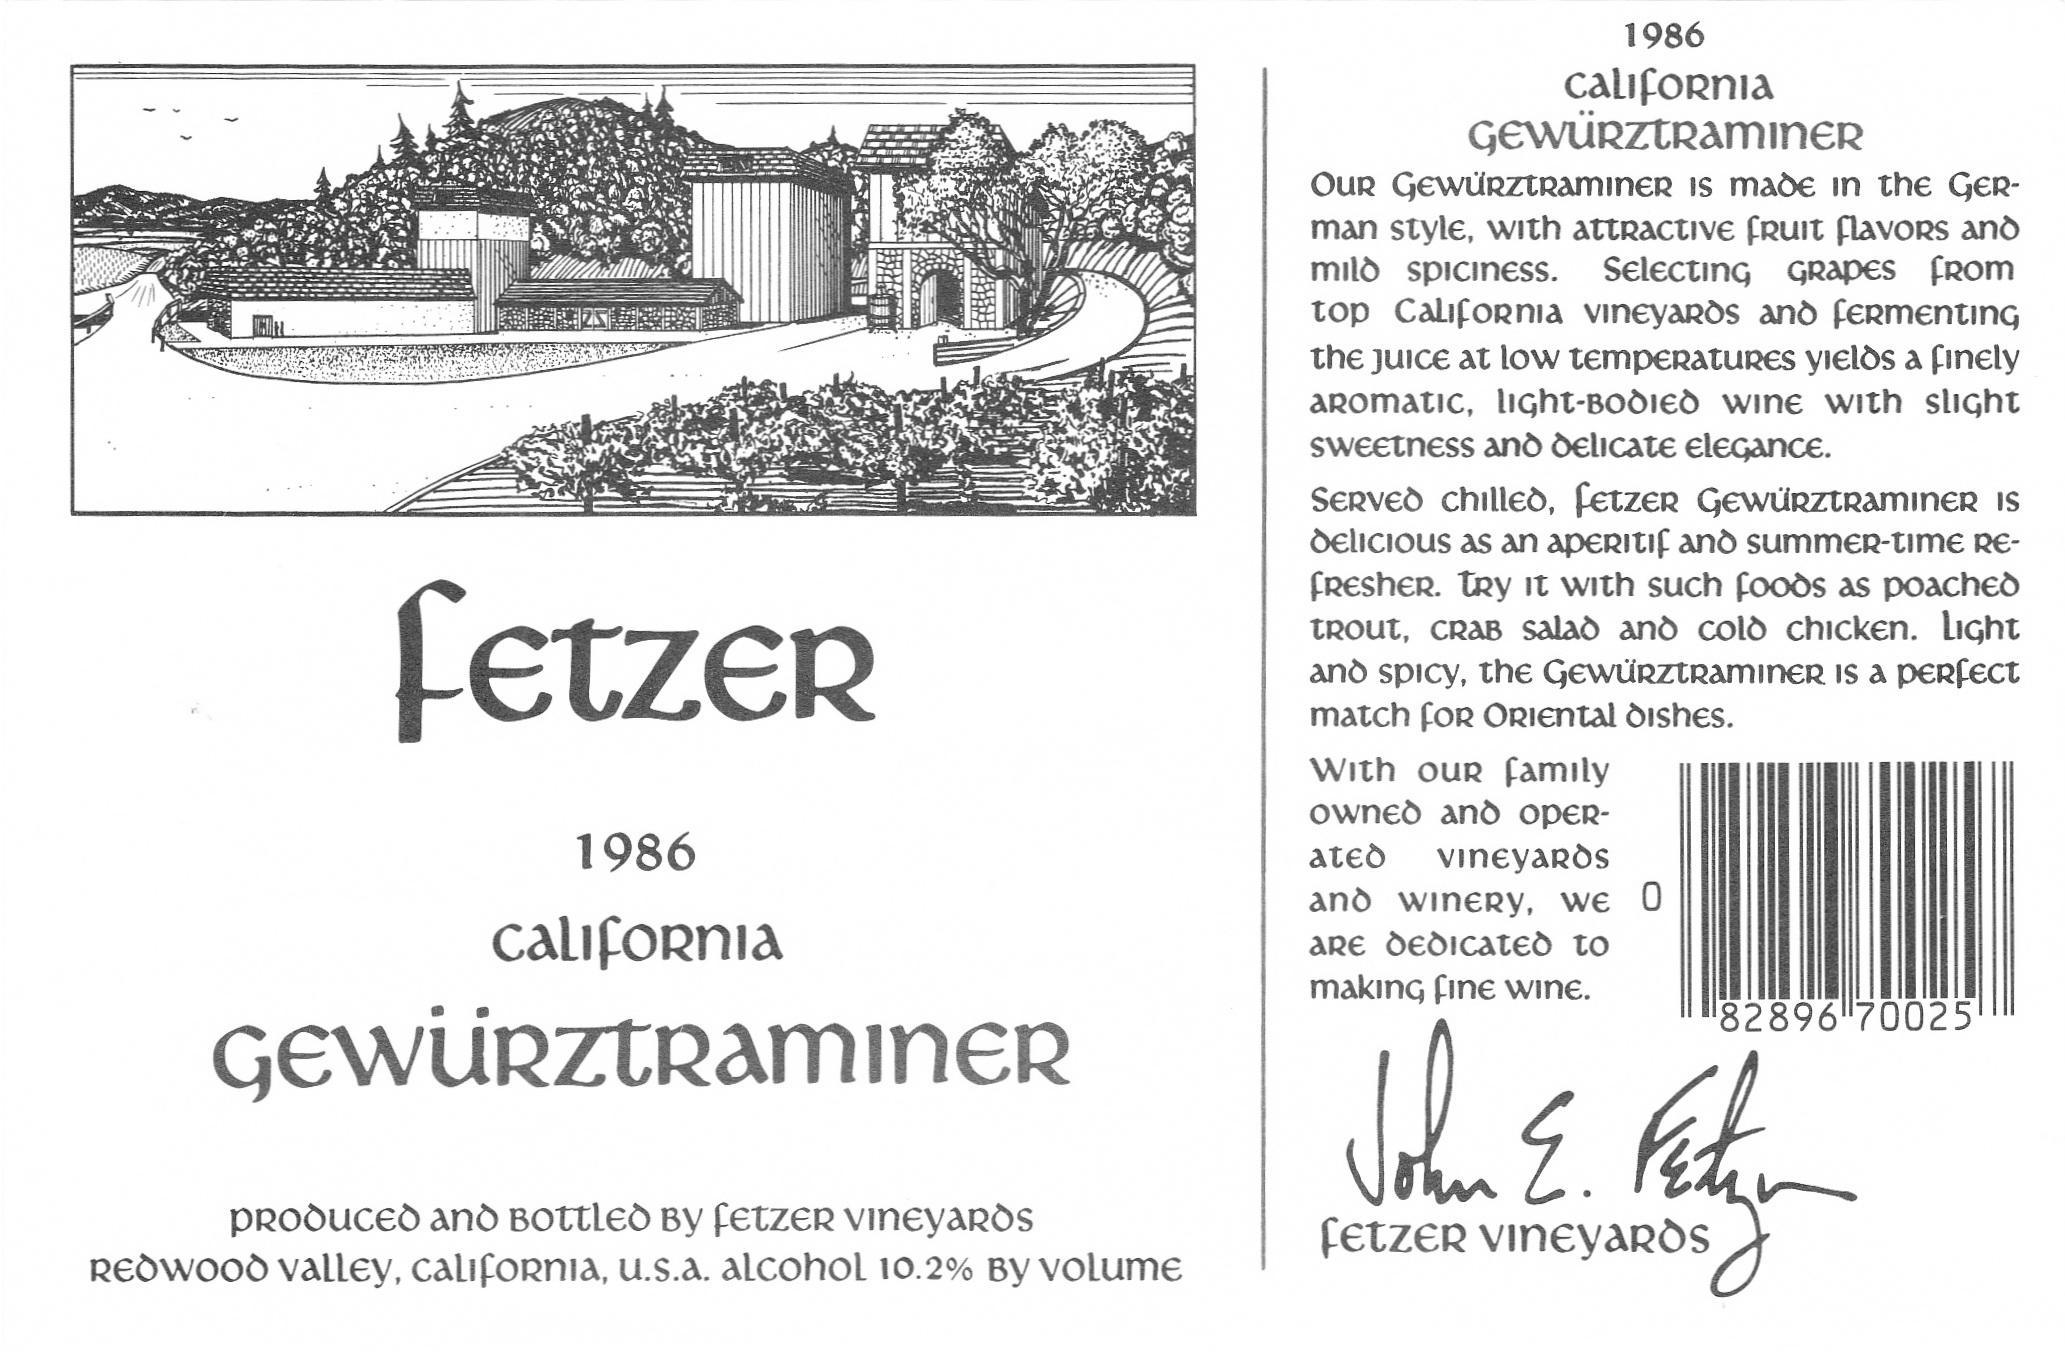 Fetzer
1986
California
Gewürztraminer
Produced and Bottled by Fetzer Vineyards
Redwood Valley, California, U.S.A. Alcohol 10.2% by Volume
1986
California
Gewürztraminer
Our Gewürztraminer is made in the Ger-
man style, with attractive fruit flavors and
mild spiciness. Selecting grapes from
top California vineyards and fermenting
the juice at low temperatures yields a finely
aromatic, light-bodied wine with slight
sweetness and delicate elegance.
Served chilled, Fetzer Gewürztraminer is
delicious as an aperitif and summer-time re-
fresher. Try it with such foods as poached
trout, crab salad and cold chicken. Light
and spicy, the Gewürztraminer is a perfect
match for Oriental dishes.
With our family
owned and oper-
ated vineyards
and winery, we
are dedicated to
making fine wine.
0 82896 70025
John E. Fetzer
Fetzer Vineyards